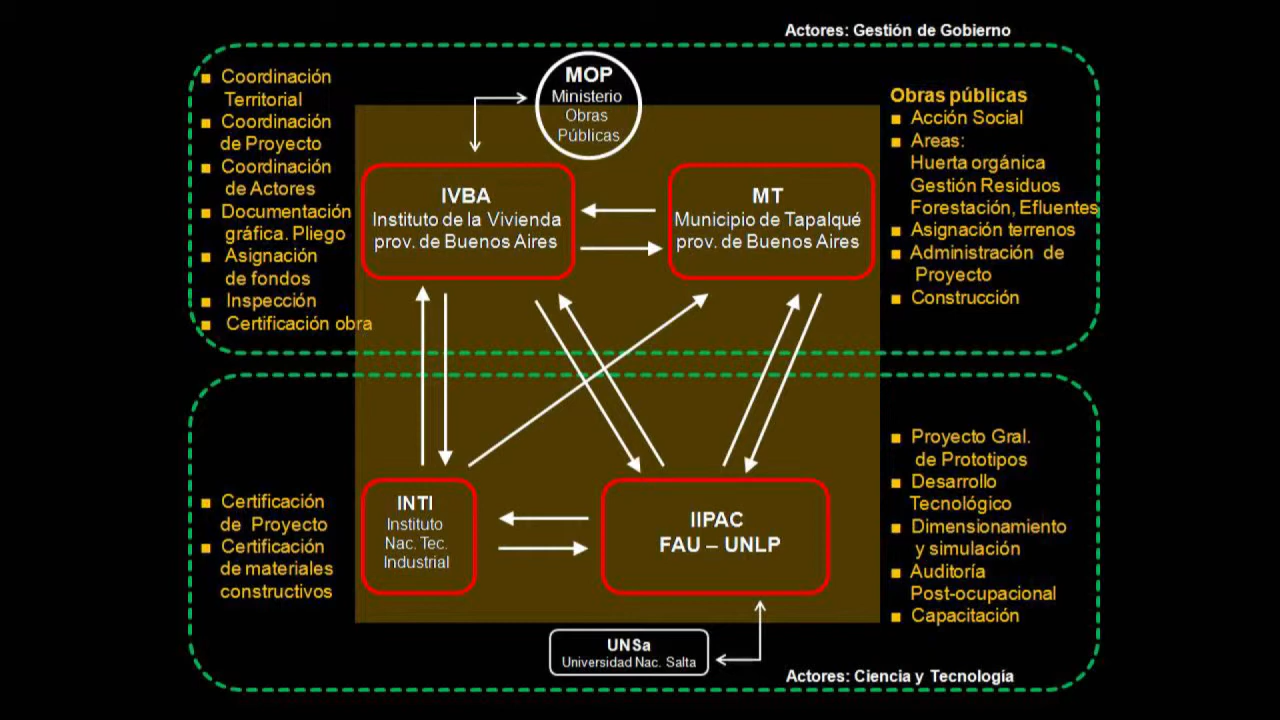 Actores: Gestión de Gobierno
■ Coordinación
Territorial
■ Coordinación
de Proyecto
■ Coordinación
de Actores
■ Documentación
gráfica. Pliego
■ Asignación
de fondos
■ Inspección
■ Certificación obra
MOP
Ministerio
Obras
Públicas
IVBA
Instituto de la Vivienda
prov. de Buenos Aires
MT
Municipio de Tapalqué
prov. de Buenos Aires
Obras públicas
■ Acción Social
■ Areas:
Huerta orgánica
Gestión Residuos
Forestación, Efluentes
■ Asignación terrenos
■ Administración de
Proyecto
■ Construcción
■ Certificación
de Proyecto
■ Certificación
de materiales
constructivos
INTI
Instituto
Nac. Tec.
Industrial
IIPAC
FAU – UNLP
■ Proyecto Gral.
de Prototipos
■ Desarrollo
Tecnológico
■ Dimensionamiento
y simulación
■ Auditoría
Post-ocupacional
■ Capacitación
UNSa
Universidad Nac. Salta
Actores: Ciencia y Tecnología